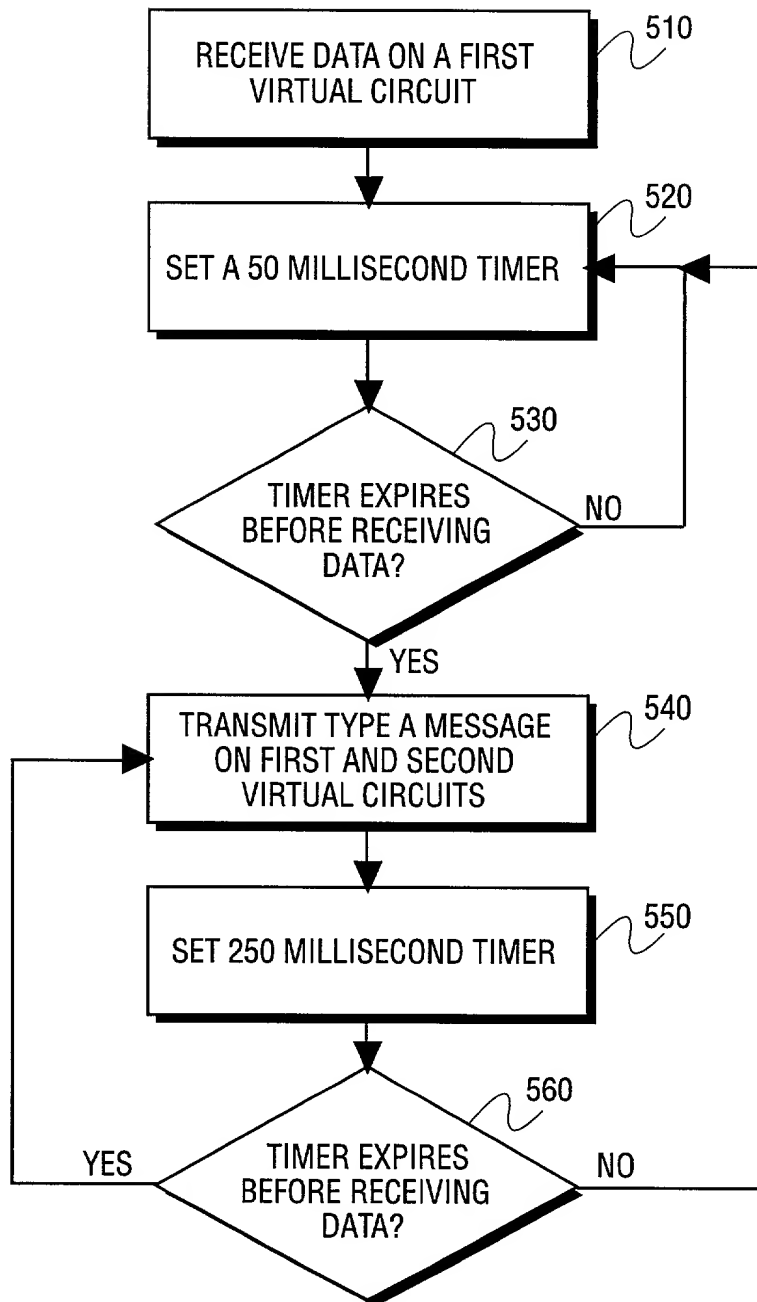 510
RECEIVE DATA ON A FIRST
VIRTUAL CIRCUIT
520
SET A 50 MILLISECOND TIMER
530
TIMER EXPIRES
BEFORE RECEIVING
DATA?
NO
YES
540
TRANSMIT TYPE A MESSAGE
ON FIRST AND SECOND
VIRTUAL CIRCUITS
550
SET 250 MILLISECOND TIMER
560
YES
TIMER EXPIRES
BEFORE RECEIVING
DATA?
NO